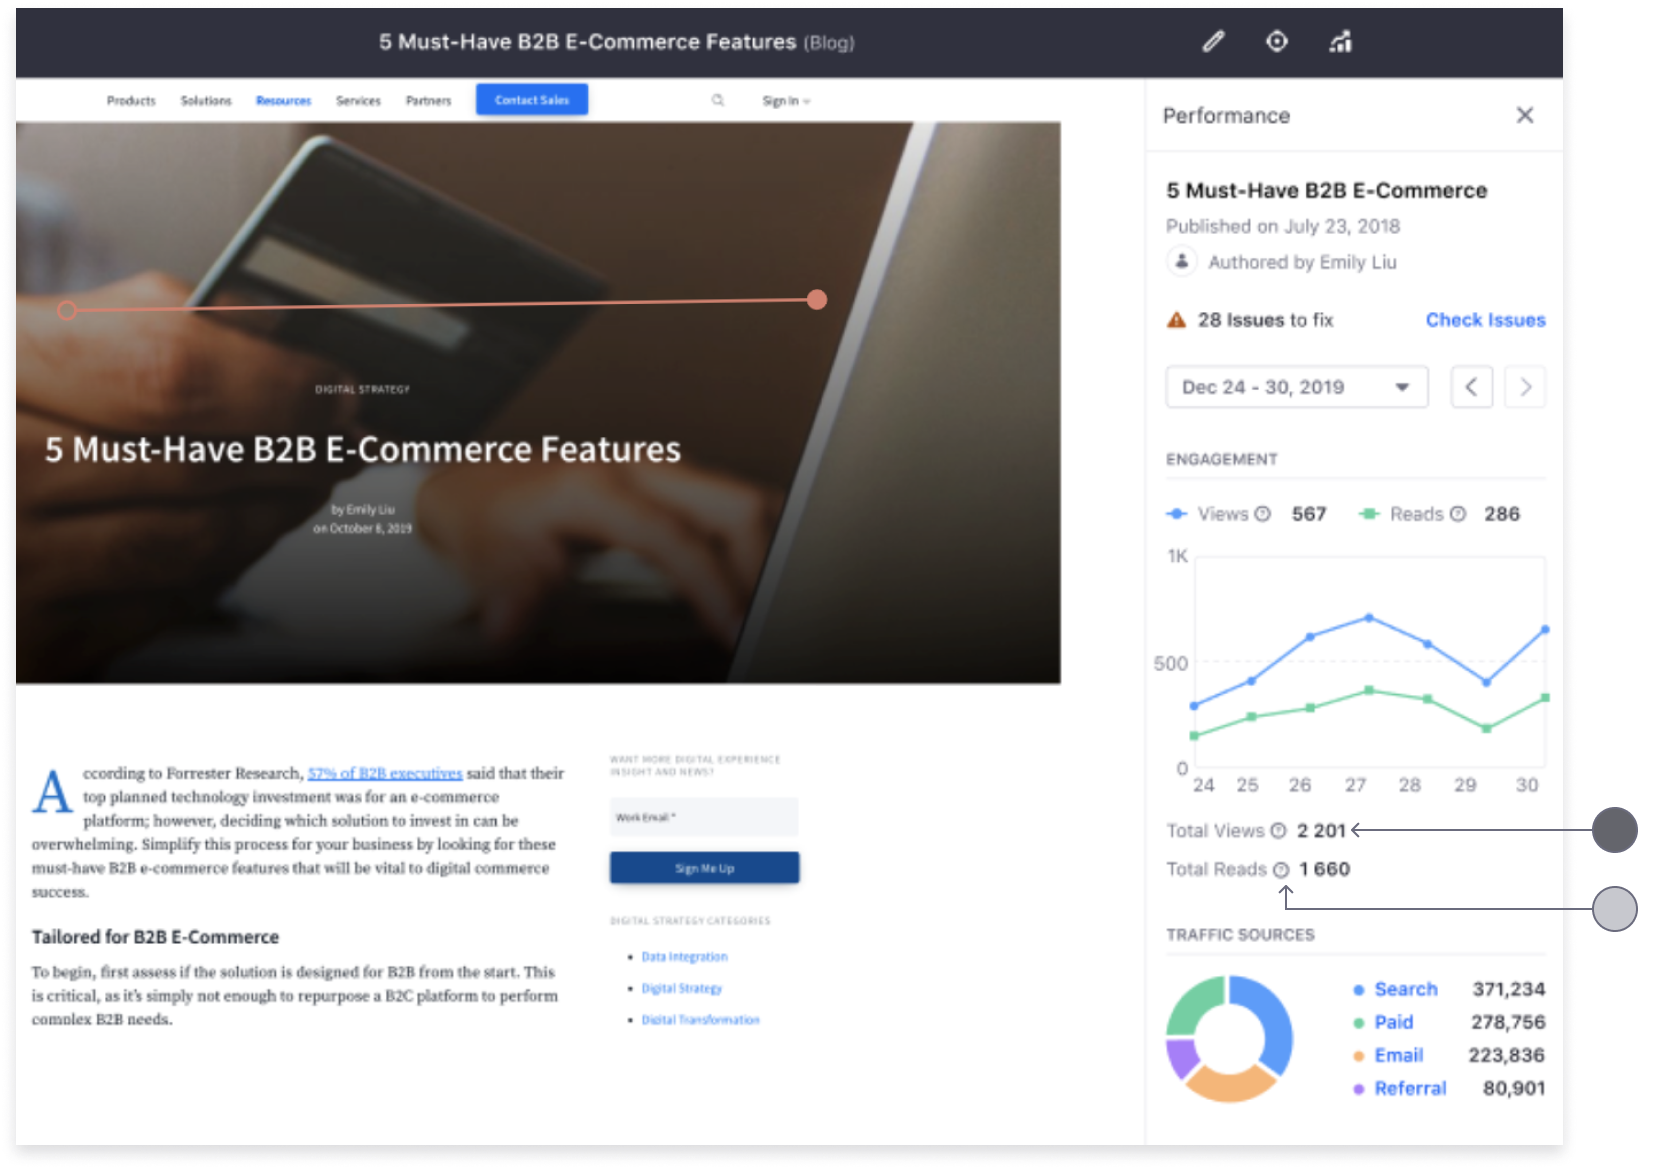 5 Must-Have B2B E-Commerce Features (Blog)
Products Solutions Resources Services Partners Contact Sales Sign In
DIGITAL STRATEGY
5 Must-Have B2B E-Commerce Features
by Emily Liu
on October 8, 2019
According to Forrester Research, 57% of B2B executives said that their
top planned technology investment was for an e-commerce
platform; however, deciding which solution to invest in can be
overwhelming. Simplify this process for your business by looking for these
must-have B2B e-commerce features that will be vital to digital commerce
success.
Tailored for B2B E-Commerce
To begin, first assess if the solution is designed for B2B from the start. This
is critical, as it's simply not enough to repurpose a B2C platform to perform
complex B2B needs.
WANT MORE DIGITAL EXPERIENCE
INSIGHT AND NEWS?
Work Email *
Sign Me Up
DIGITAL STRATEGY CATEGORIES
Data Integration
Digital Strategy
Digital Transformation
Performance
5 Must-Have B2B E-Commerce
Published on July 23, 2018
Authored by Emily Liu
28 Issues to fix Check Issues
Dec 24 - 30, 2019
ENGAGEMENT
Views 567 Reads 286
1K
500
0
24 25 26 27 28 29 30
Total Views 2 201
Total Reads 1 660
TRAFFIC SOURCES
Search 371,234
Paid 278,756
Email 223,836
Referral 80,901